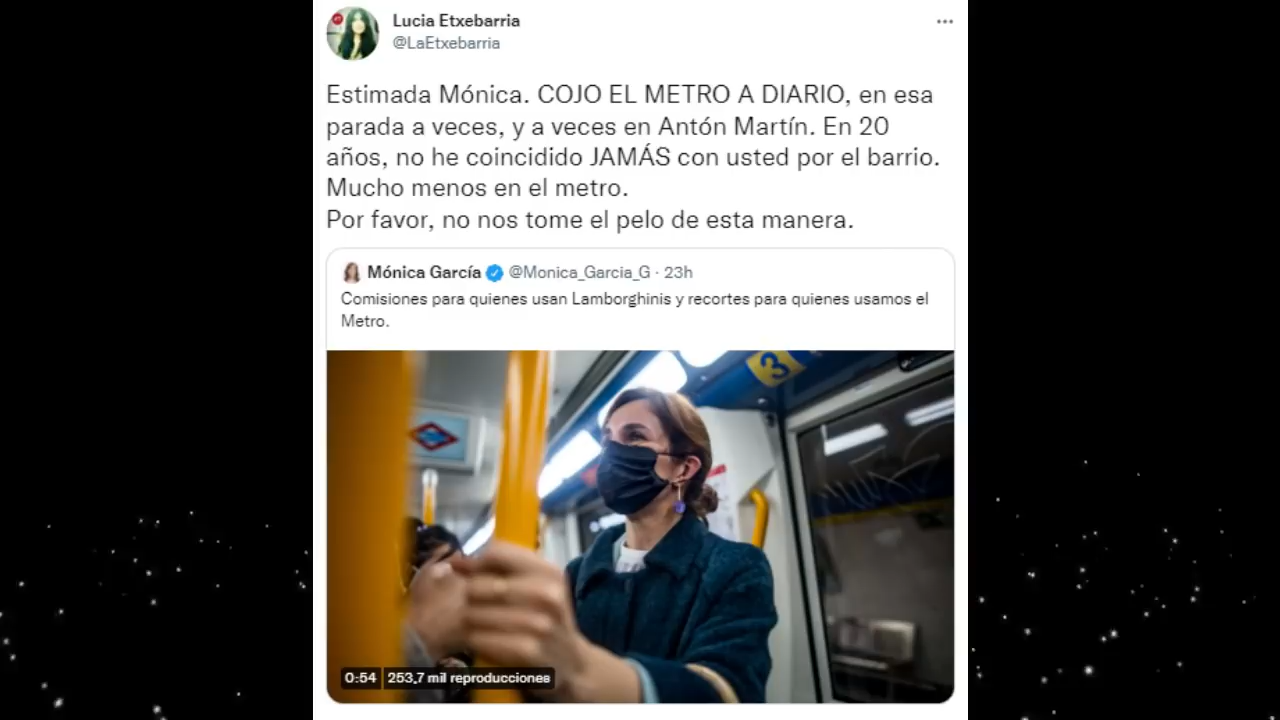 Lucia Etxebarria
@LaEtxebarria
Estimada Mónica. COJO EL METRO A DIARIO, en esa
parada a veces, y a veces en Antón Martín. En 20
años, no he coincidido JAMÁS con usted por el barrio.
Mucho menos en el metro.
Por favor, no nos tome el pelo de esta manera.
Mónica García @Monica_Garcia_G · 23h
Comisiones para quienes usan Lamborghinis y recortes para quienes usamos el
Metro.
3
0:54 253,7 mil reproducciones